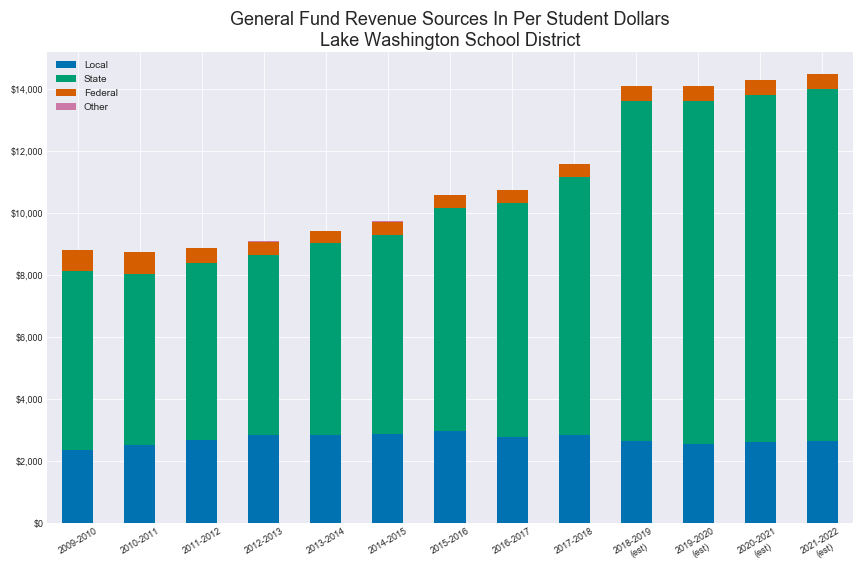 General Fund Revenue Sources In Per Student Dollars
Lake Washington School District
Local
State
Federal
Other
$14,000
$12,000
$10,000
$8,000
$6,000
$4,000
$2,000
$0
2009-2010
2010-2011
2011-2012
2012-2013
2013-2014
2014-2015
2015-2016
2016-2017
2017-2018
2018-2019
(est)
2019-2020
(est)
2020-2021
(est)
2021-2022
(est)